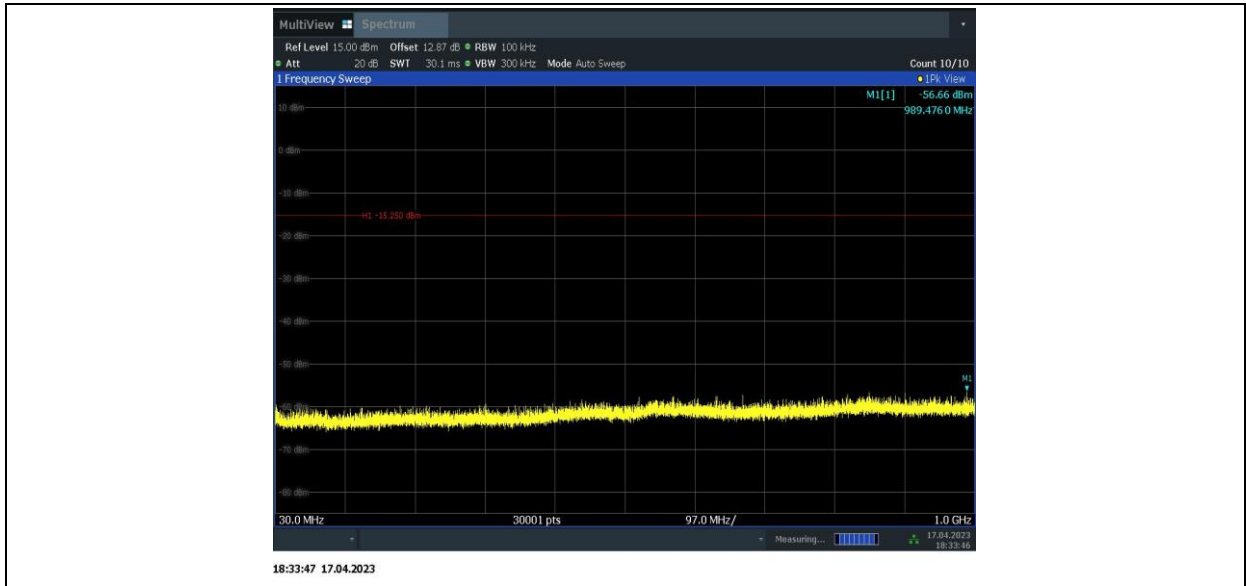 MultiView Spectrum
Ref Level 15.00 dBm Offset 12.87 dB RBW 100 kHz
Att 20 dB SWT 30.1 ms VBW 300 kHz Mode Auto Sweep Count 10/10
1 Frequency Sweep 1Pk View
M1[1] -56.66 dBm
989.476 0 MHz
10 dBm
0 dBm
-10 dBm
H1 -15.250 dBm
-20 dBm
-30 dBm
-40 dBm
-50 dBm
M1
-60 dBm
-70 dBm
-80 dBm
30.0 MHz 30001 pts 97.0 MHz/ 1.0 GHz
Measuring... 17.04.2023
18:33:46
18:33:47 17.04.2023